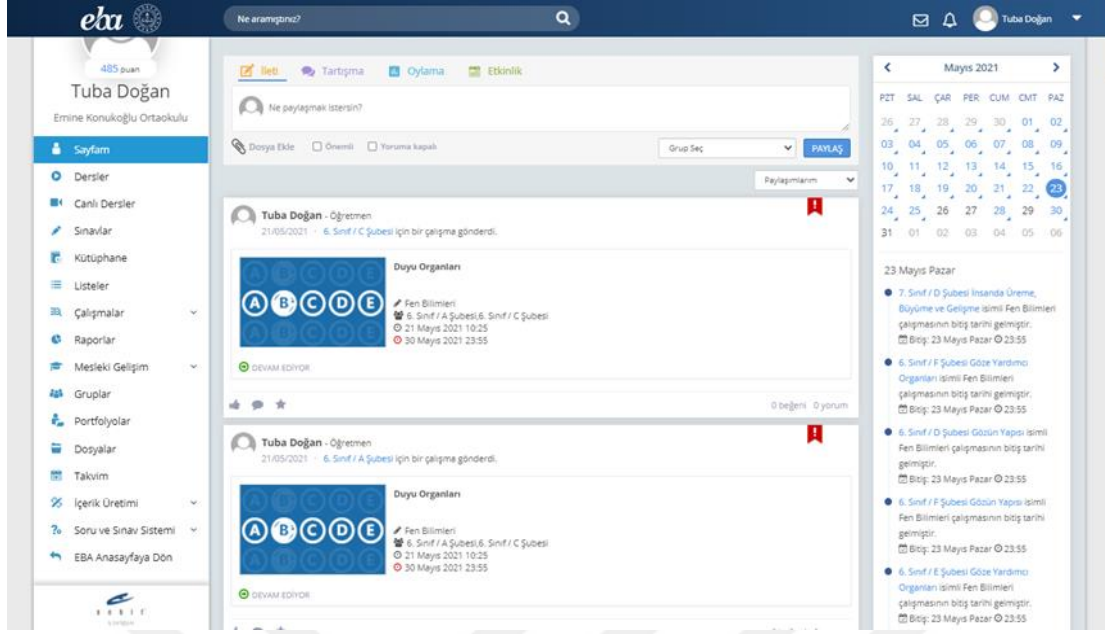 eba
Ne aramıştınız?
Tuba Doğan
485 puan
Tuba Doğan
Emine Konukoğlu Ortaokulu
Sayfam
Dersler
Canlı Dersler
Sınavlar
Kütüphane
Listeler
Çalışmalar
Raporlar
Mesleki Gelişim
Gruplar
Portfolyolar
Dosyalar
Takvim
İçerik Üretimi
Soru ve Sınav Sistemi
EBA Anasayfaya Dön
İleti Tartışma Oylama Etkinlik
Ne paylaşmak istersin?
Dosya Ekle Önemli Yoruma kapalı Grup Seç PAYLAŞ
Paylaşımlarım
Tuba Doğan - Öğretmen
21/05/2021 · 6. Sınıf / C Şubesi için bir çalışma gönderdi.
A B C D E
A B C D E
A B C D E
Duyu Organları
Fen Bilimleri
6. Sınıf / A Şubesi,6. Sınıf / C Şubesi
21 Mayıs 2021 10:25
30 Mayıs 2021 23:55
DEVAM EDİYOR
0 beğeni 0 yorum
Tuba Doğan - Öğretmen
21/05/2021 · 6. Sınıf / A Şubesi için bir çalışma gönderdi.
A B C D E
A B C D E
A B C D E
Duyu Organları
Fen Bilimleri
6. Sınıf / A Şubesi,6. Sınıf / C Şubesi
21 Mayıs 2021 10:25
30 Mayıs 2021 23:55
DEVAM EDİYOR
Mayıs 2021
PZT SAL ÇAR PER CUM CMT PAZ
26 27 28 29 30 01 02
03 04 05 06 07 08 09
10 11 12 13 14 15 16
17 18 19 20 21 22 23
24 25 26 27 28 29 30
31 01 02 03 04 05 06
23 Mayıs Pazar
7. Sınıf / D Şubesi İnsanda Üreme,
Büyüme ve Gelişme isimli Fen Bilimleri
çalışmasının bitiş tarihi gelmiştir.
Bitiş: 23 Mayıs Pazar 23:55
6. Sınıf / F Şubesi Göze Yardımcı
Organları isimli Fen Bilimleri
çalışmasının bitiş tarihi gelmiştir.
Bitiş: 23 Mayıs Pazar 23:55
6. Sınıf / D Şubesi Gözün Yapısı isimli
Fen Bilimleri çalışmasının bitiş tarihi
gelmiştir.
Bitiş: 23 Mayıs Pazar 23:55
6. Sınıf / F Şubesi Gözün Yapısı isimli
Fen Bilimleri çalışmasının bitiş tarihi
gelmiştir.
Bitiş: 23 Mayıs Pazar 23:55
6. Sınıf / E Şubesi Göze Yardımcı
Organları isimli Fen Bilimleri
çalışmasının bitiş tarihi gelmiştir.
Bitiş: 23 Mayıs Pazar 23:55